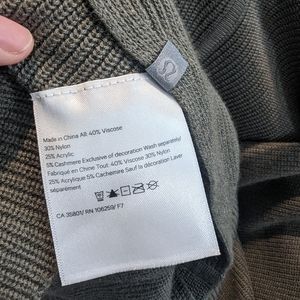 Made in China All: 40% Viscose
30% Nylon
25% Acrylic
5% Cashmere Exclusive of decoration Wash separately/
Fabriqué en Chine Tout: 40% Viscose 30% Nylon
25% Acrylique 5% Cachemire Sauf la décoration Laver
séparément
CA 35801/ RN 106259/ F7